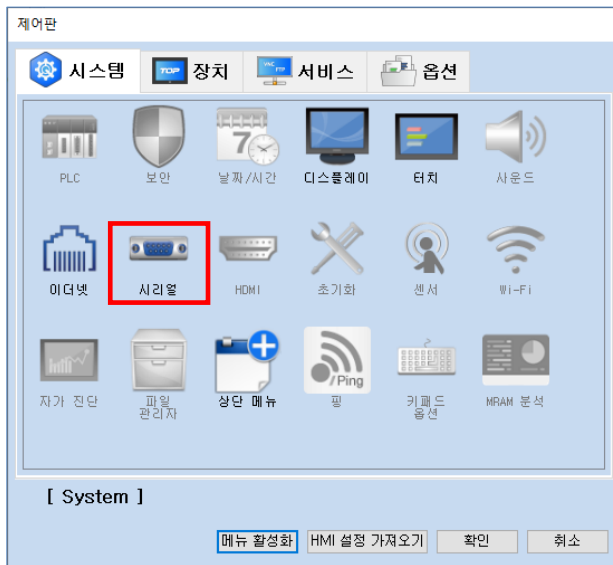 제어판
시스템
TOP
장치
VNC
FTP
서비스
옵션
PLC
보안
7
날짜/시간
디스플레이
터치
사운드
이더넷
시리얼
HDMI
초기화
센서
Wi-Fi
자가 진단
파일
관리자
상단 메뉴
/Ping
핑
키패드
옵션
MRAM 분석
[ System ]
메뉴 활성화
HMI 설정 가져오기
확인
취소